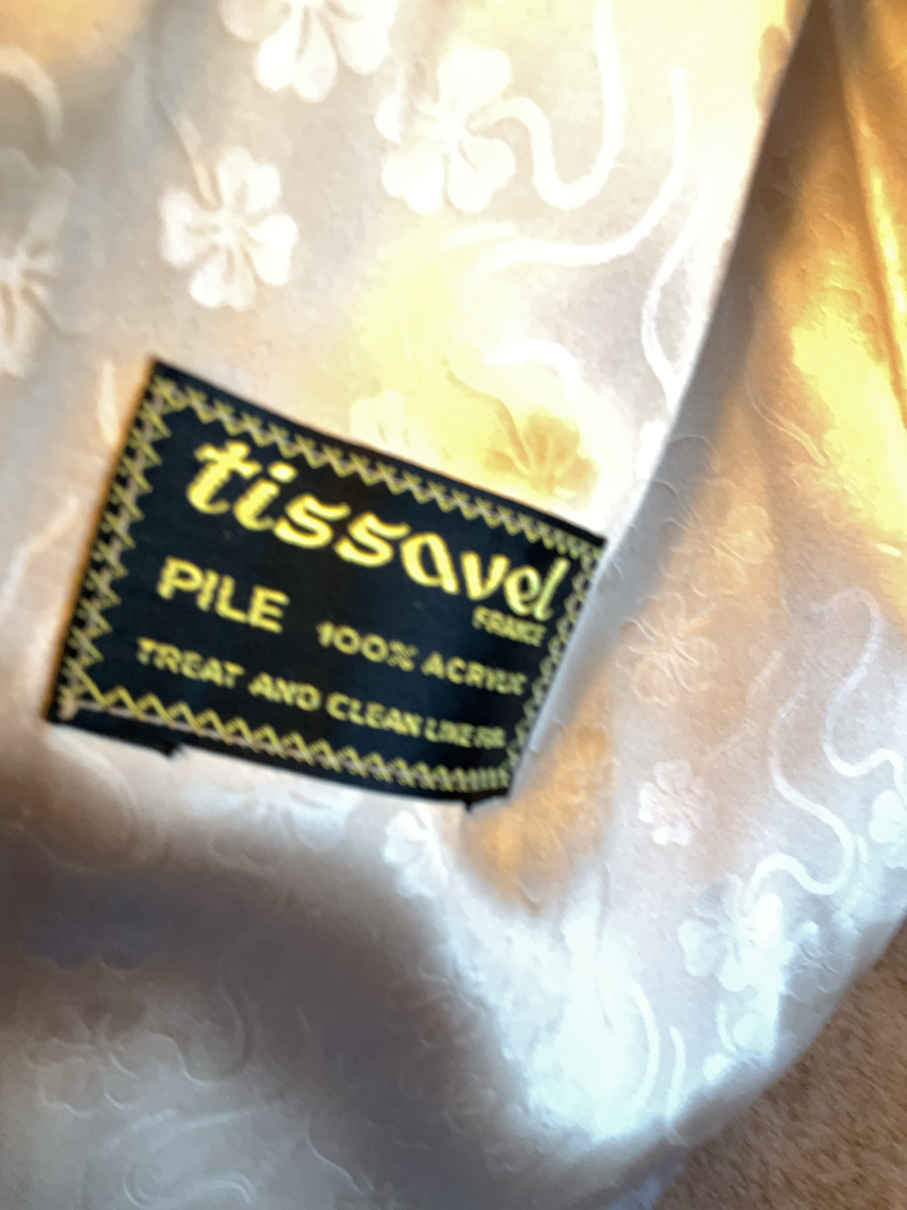 tissavel
FRANCE
PILE 100% ACRYLIC
TREAT AND CLEAN LIKE FUR